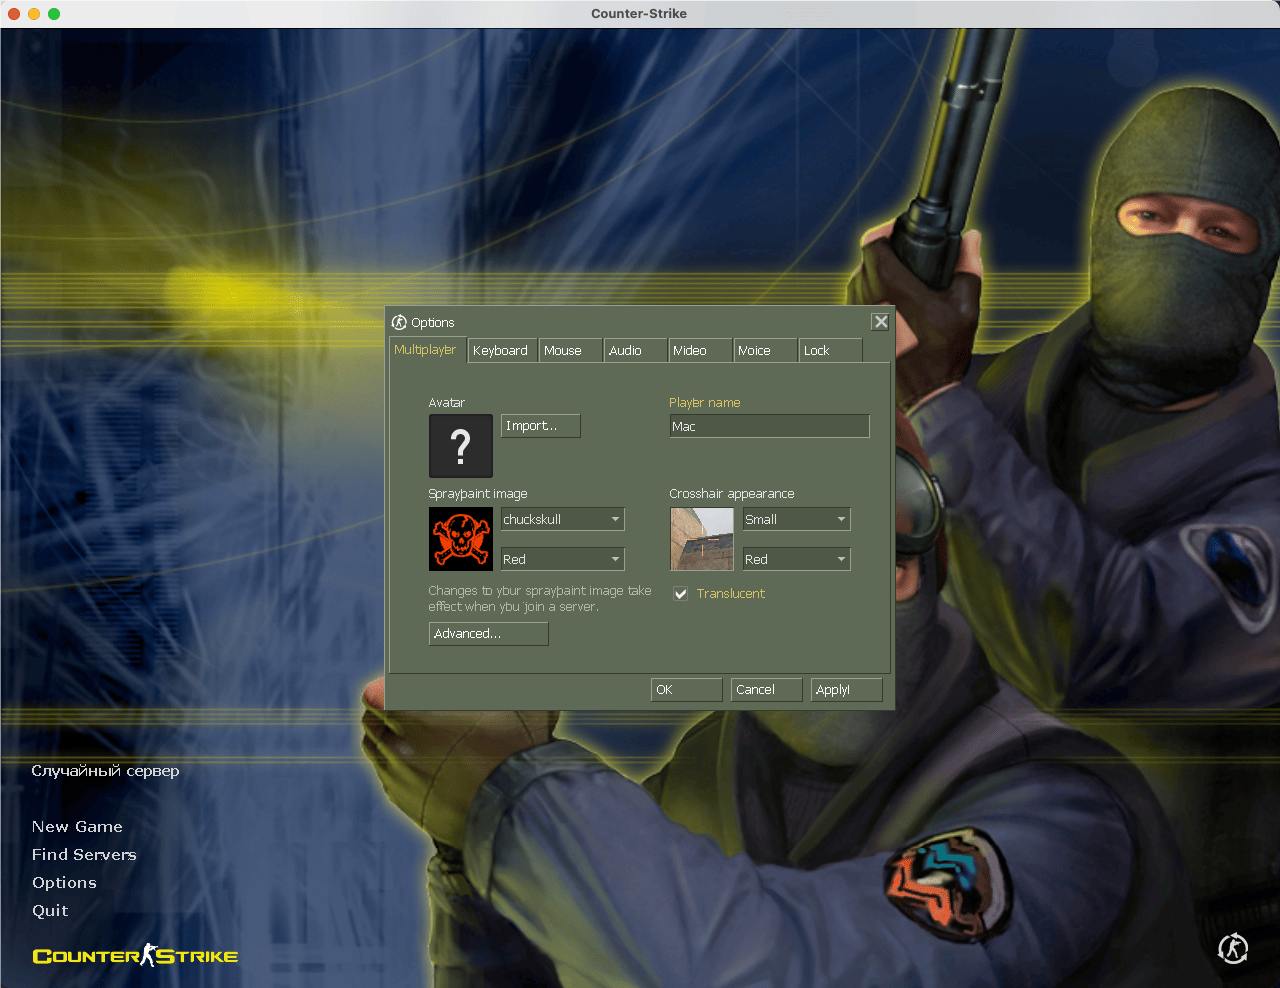 Counter-Strike
Options
Multiplayer Keyboard Mouse Audio Video Voice Lock
Avatar
Import...
?
Player name
Mac
Spraypaint image
chuckskull
Red
Crosshair appearance
Small
Red
Translucent
Changes to your spraypaint image take
effect when you join a server.
Advanced...
OK Cancel Apply!
Случайный сервер
New Game
Find Servers
Options
Quit
COUNTER STRIKE